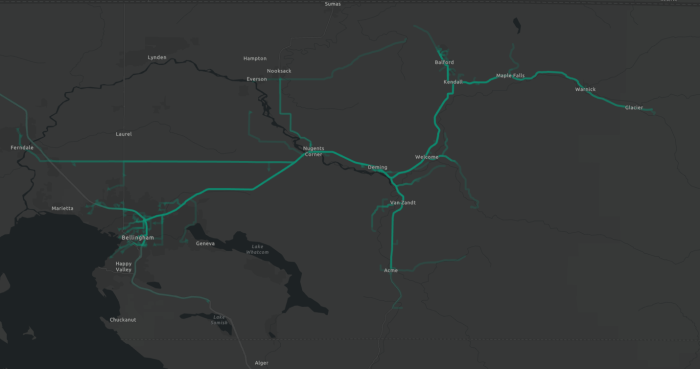 Sumas
Lynden
Hampton
Balford
Nooksack
Everson
Kendall
Maple Falls
Warnick
Glacier
Laurel
Ferndale
Nugents
Corner
Welcome
Deming
Van Zandt
Marietta
Bellingham
Geneva
Lake
Whatcom
Happy
Valley
Acme
Chuckanut
Lake
Samish
Alger